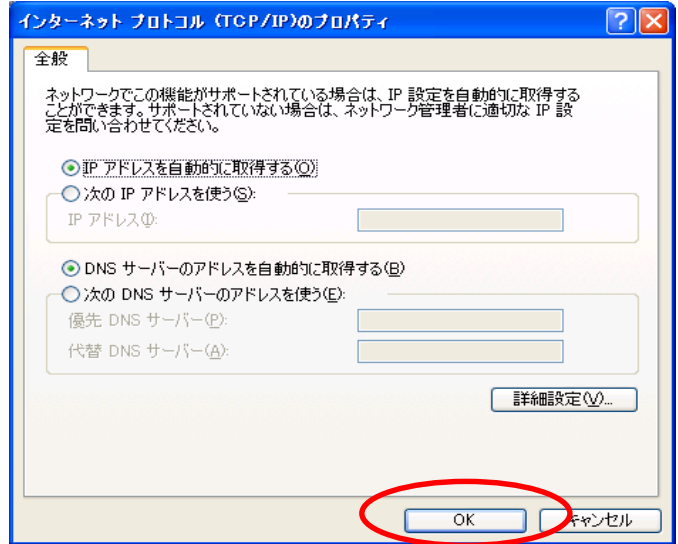 インターネット プロトコル (TCP/IP)のプロパティ
全般
ネットワークでこの機能がサポートされている場合は、IP 設定を自動的に取得する
ことができます。サポートされていない場合は、ネットワーク管理者に適切な IP 設
定を問い合わせてください。
IP アドレスを自動的に取得する(O)
次の IP アドレスを使う(S):
IP アドレス(I):
DNS サーバーのアドレスを自動的に取得する(B)
次の DNS サーバーのアドレスを使う(E):
優先 DNS サーバー(P):
代替 DNS サーバー(A):
詳細設定(V)...
OK
キャンセル